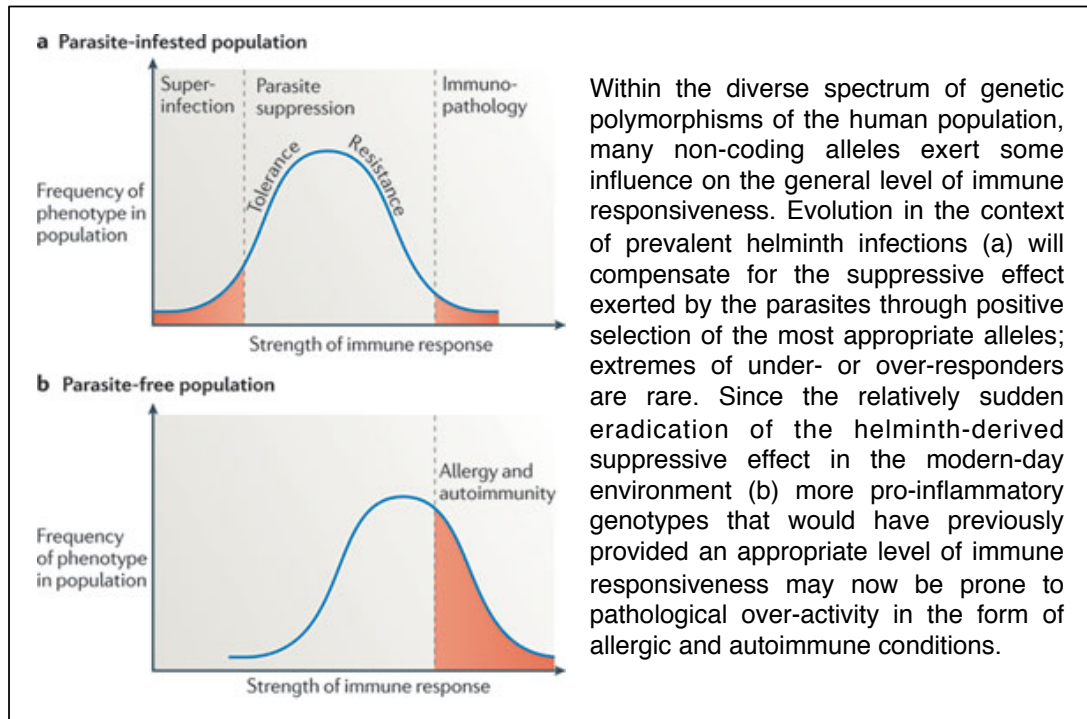 a Parasite-infested population
Super-
infection
Parasite
suppression
Immuno-
pathology
Tolerance
Resistance
Frequency of
phenotype in
population
Strength of immune response
b Parasite-free population
Allergy and
autoimmunity
Frequency
of phenotype
in population
Strength of immune response
Within the diverse spectrum of genetic
polymorphisms of the human population,
many non-coding alleles exert some
influence on the general level of immune
responsiveness. Evolution in the context
of prevalent helminth infections (a) will
compensate for the suppressive effect
exerted by the parasites through positive
selection of the most appropriate alleles;
extremes of under- or over-responders
are rare. Since the relatively sudden
eradication of the helminth-derived
suppressive effect in the modern-day
environment (b) more pro-inflammatory
genotypes that would have previously
provided an appropriate level of immune
responsiveness may now be prone to
pathological over-activity in the form of
allergic and autoimmune conditions.